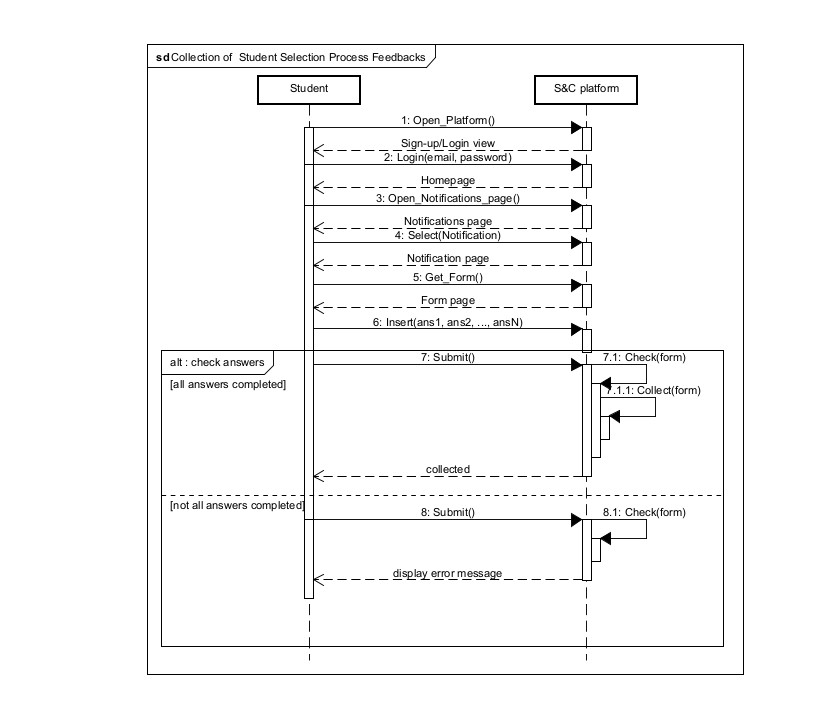 sd Collection of Student Selection Process Feedbacks
Student
S&C platform
1: Open_Platform()
Sign-up/Login view
2: Login(email, password)
Homepage
3: Open_Notifications_page()
Notifications page
4: Select(Notification)
Notification page
5: Get_Form()
Form page
6: Insert(ans1, ans2, ..., ansN)
alt : check answers
7: Submit()
7.1: Check(form)
[all answers completed]
7.1.1: Collect(form)
collected
[not all answers completed]
8: Submit()
8.1: Check(form)
display error message